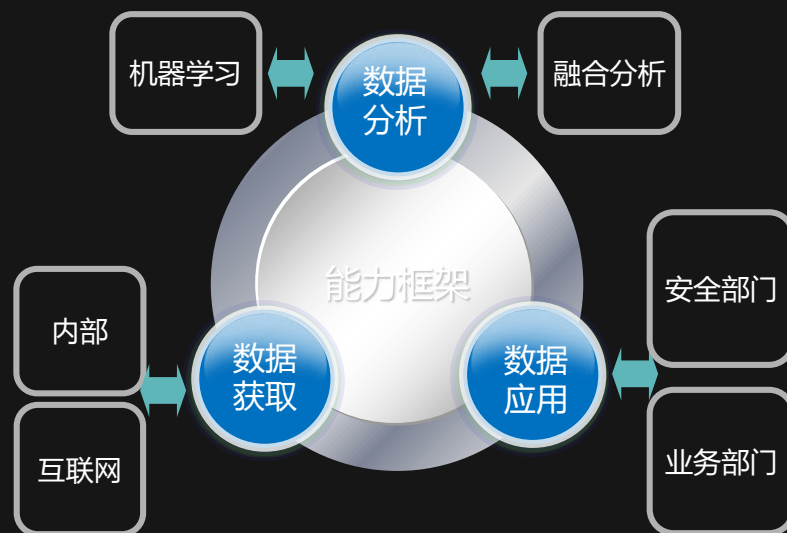 机器学习
数据
分析
融合分析
能力框架
内部
互联网
数据
获取
数据
应用
安全部门
业务部门